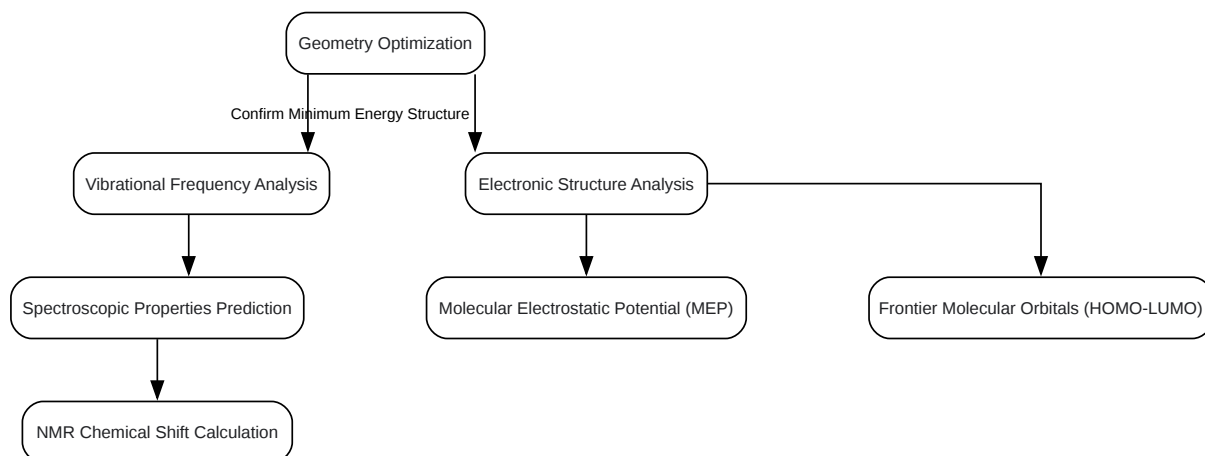 Geometry Optimization
Confirm Minimum Energy Structure
Vibrational Frequency Analysis
Electronic Structure Analysis
Spectroscopic Properties Prediction
Molecular Electrostatic Potential (MEP)
Frontier Molecular Orbitals (HOMO-LUMO)
NMR Chemical Shift Calculation